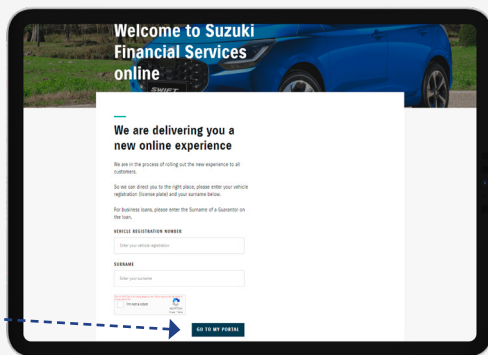 Welcome to Suzuki
Financial Services
online
SWIFT
We are delivering you a
new online experience
We are in the process of rolling out the new experience to all
customers.
So we can direct you to the right place, please enter your vehicle
registration (license plate) and your surname below.
For business loans, please enter the Surname of a Guarantor on
the loan.
VEHICLE REGISTRATION NUMBER
Enter your vehicle registration
SURNAME
Enter your surname
I'm not a robot
GO TO MY PORTAL